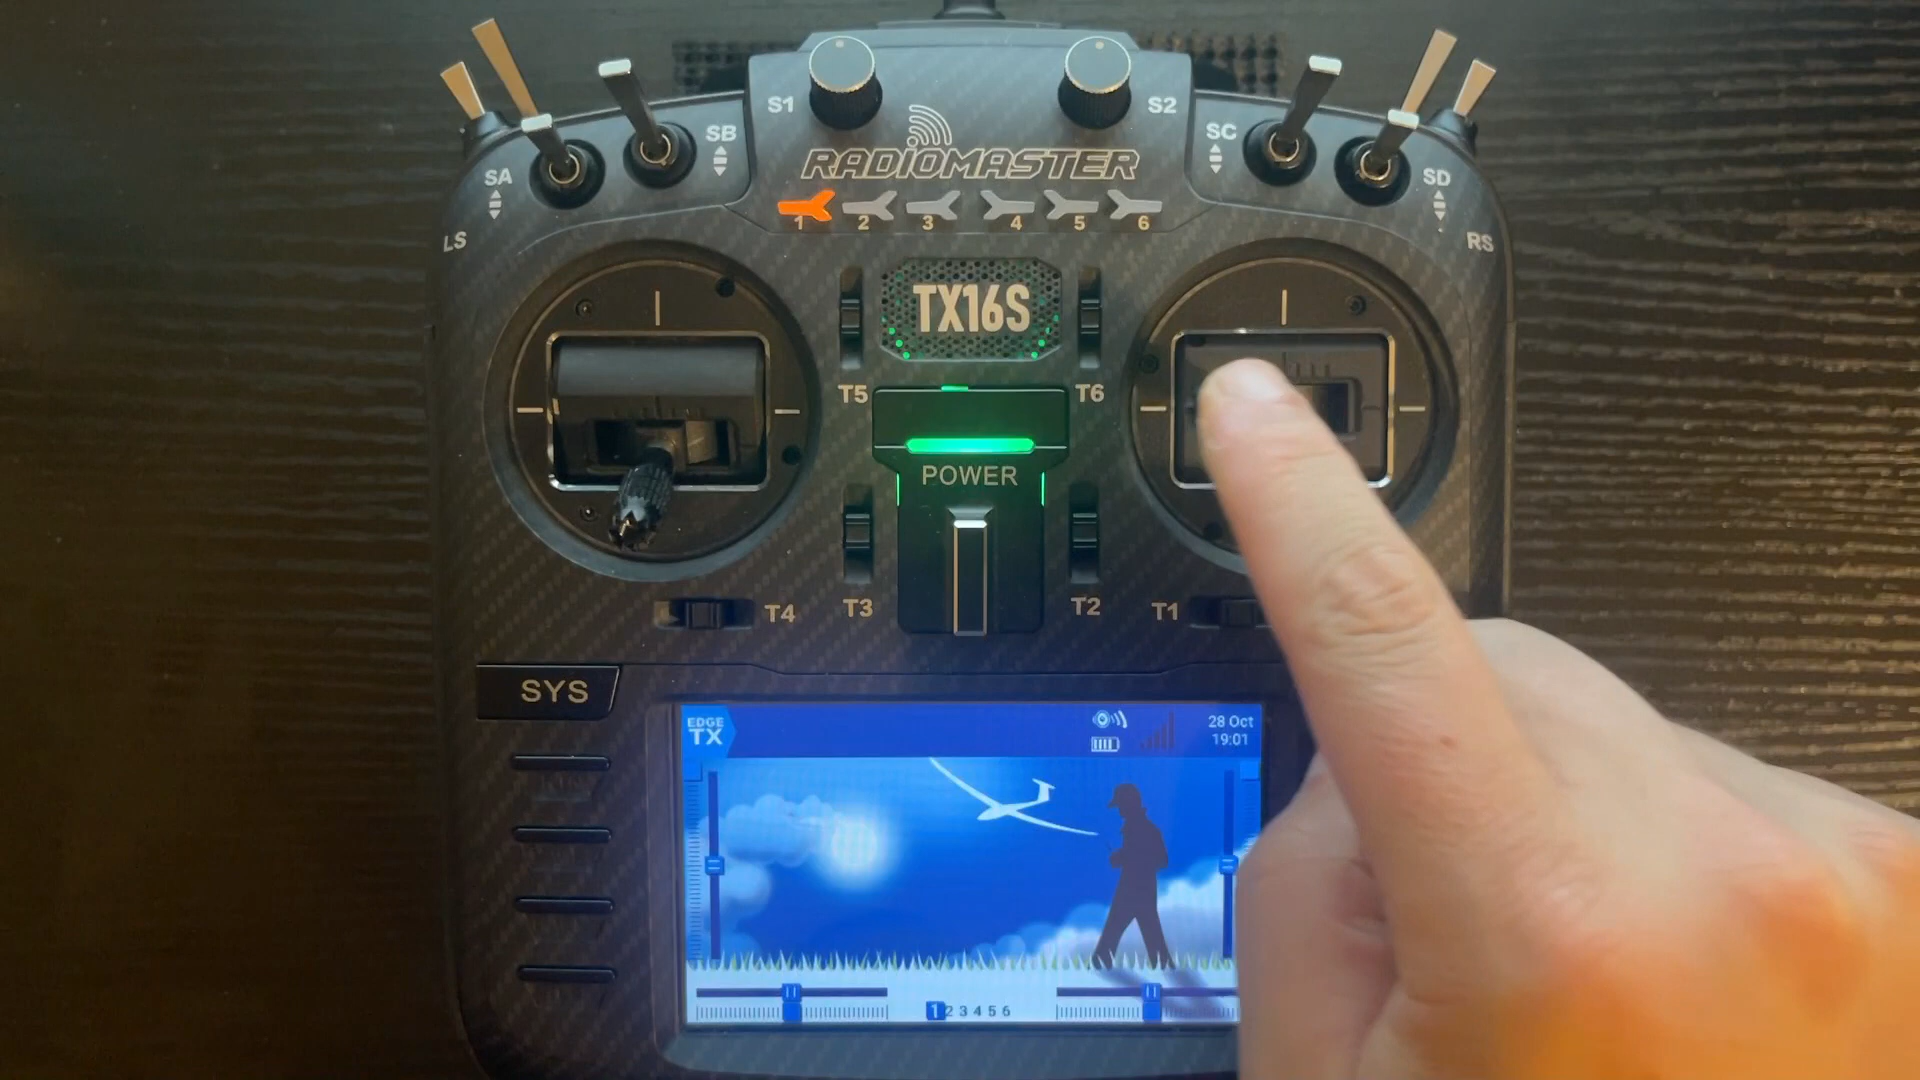 S1
S2
SB
SC
RADIOMASTER
SA
SD
1 2 3 4 5 6
LS
RS
TX16S
T5
T6
POWER
T4
T3
T2
T1
SYS
EDGE
TX
28 Oct
19:01
1 2 3 4 5 6